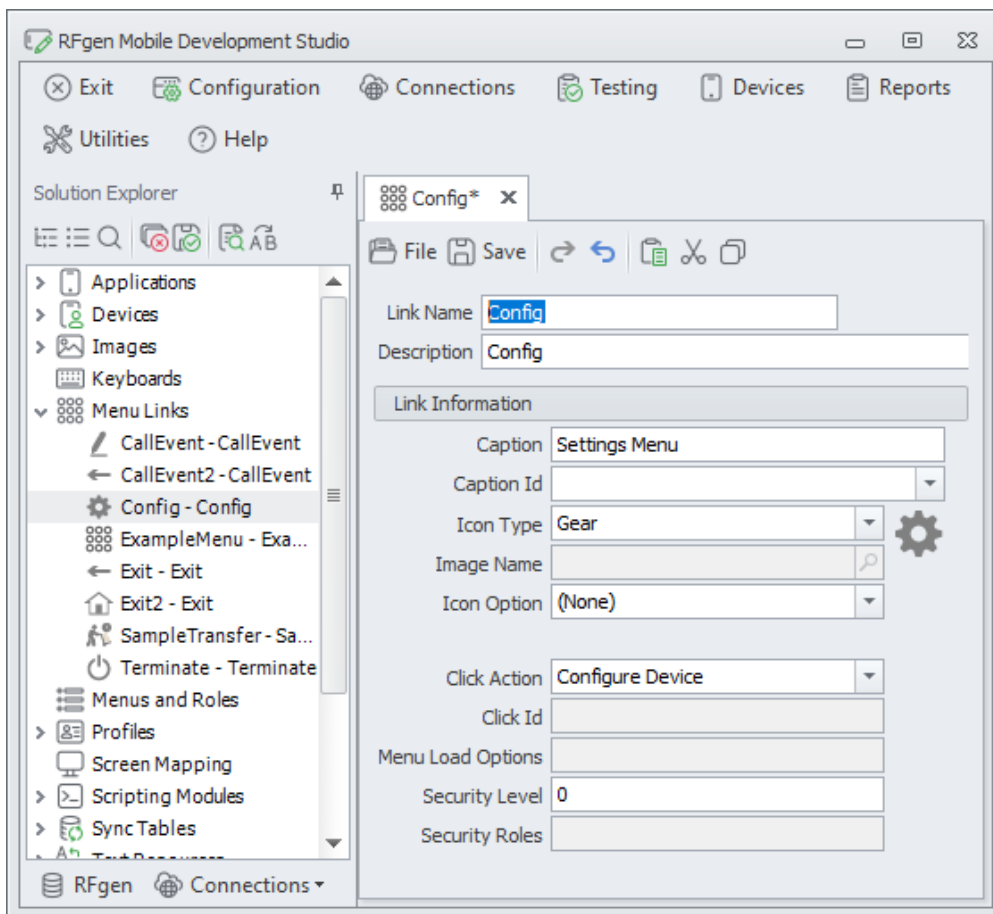 RFgen Mobile Development Studio
Exit Configuration Connections Testing Devices Reports
Utilities Help
Solution Explorer
AB
Applications
Devices
Images
Keyboards
Menu Links
CallEvent - CallEvent
CallEvent2 - CallEvent
Config - Config
ExampleMenu - Exa...
Exit - Exit
Exit2 - Exit
SampleTransfer - Sa...
Terminate - Terminate
Menus and Roles
Profiles
Screen Mapping
Scripting Modules
Sync Tables
Text Resources
RFgen Connections
Config*
File Save
Link Name Config
Description Config
Link Information
Caption Settings Menu
Caption Id
Icon Type Gear
Image Name
Icon Option (None)
Click Action Configure Device
Click Id
Menu Load Options
Security Level 0
Security Roles